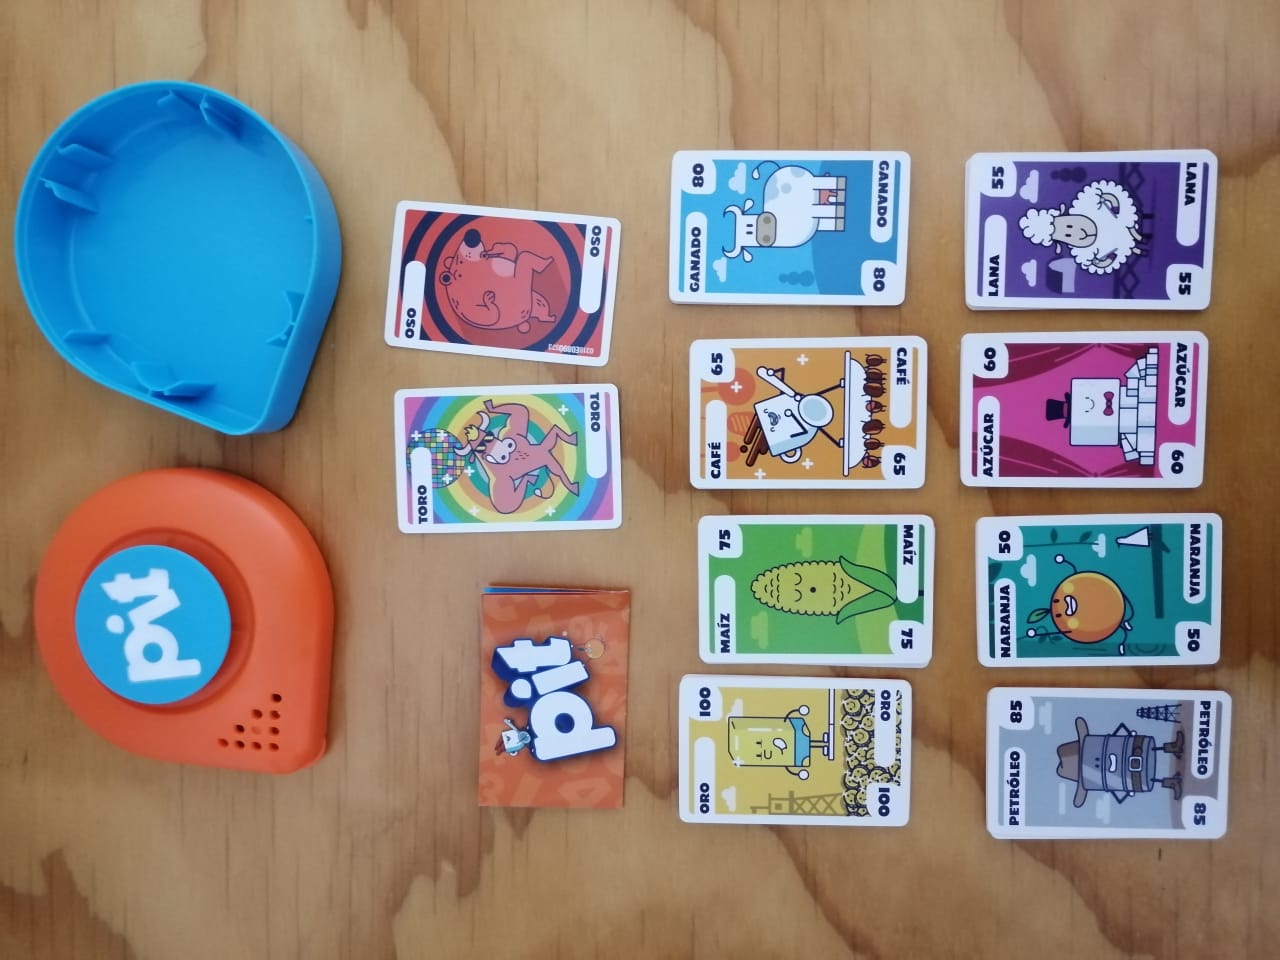 pit
TORO
TORO
OSO
OSO
pit
ORO 100
100 ORO
MAÍZ 75
75 MAÍZ
CAFÉ 65
65 CAFÉ
GANADO 80
80 GANADO
PETRÓLEO 85
85 PETRÓLEO
NARANJA 50
50 NARANJA
AZÚCAR 60
60 AZÚCAR
LANA 55
55 LANA